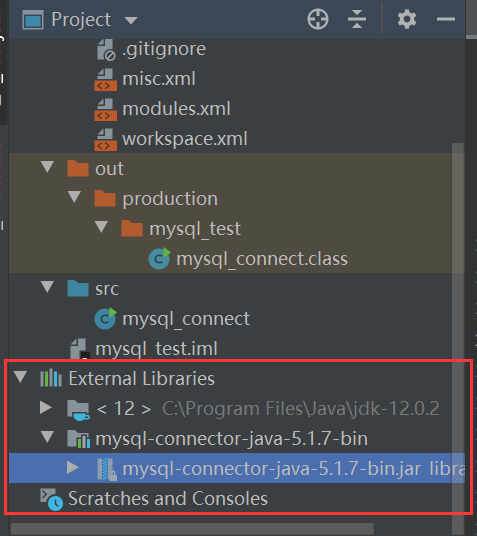 Project
.gitignore
misc.xml
modules.xml
workspace.xml
out
production
mysql_test
mysql_connect.class
src
mysql_connect
mysql_test.iml
External Libraries
< 12 > C:\Program Files\Java\jdk-12.0.2
mysql-connector-java-5.1.7-bin
mysql-connector-java-5.1.7-bin.jar libra
Scratches and Consoles